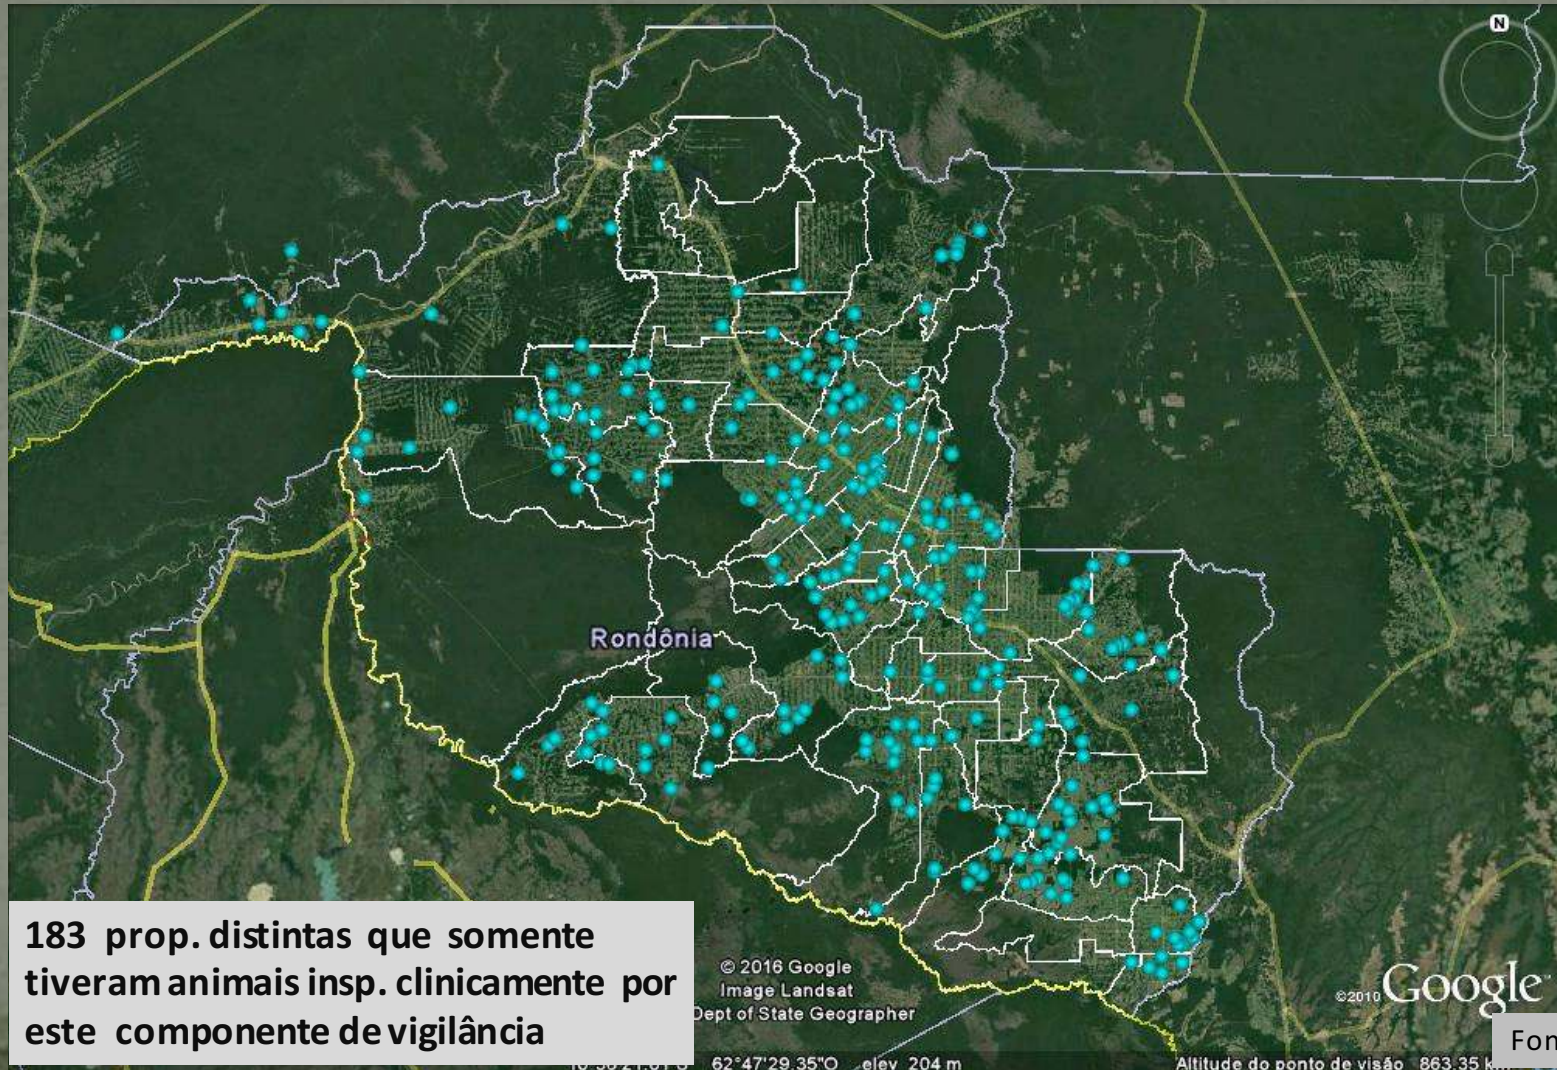 N
Rondônia
183 prop. distintas que somente
tiveram animais insp. clinicamente por
este componente de vigilância
© 2016 Google
Image Landsat
Dept of State Geographer
©2010 Google
62°47'29.35"O elev 204 m
Altitude do ponto de visão 863.35